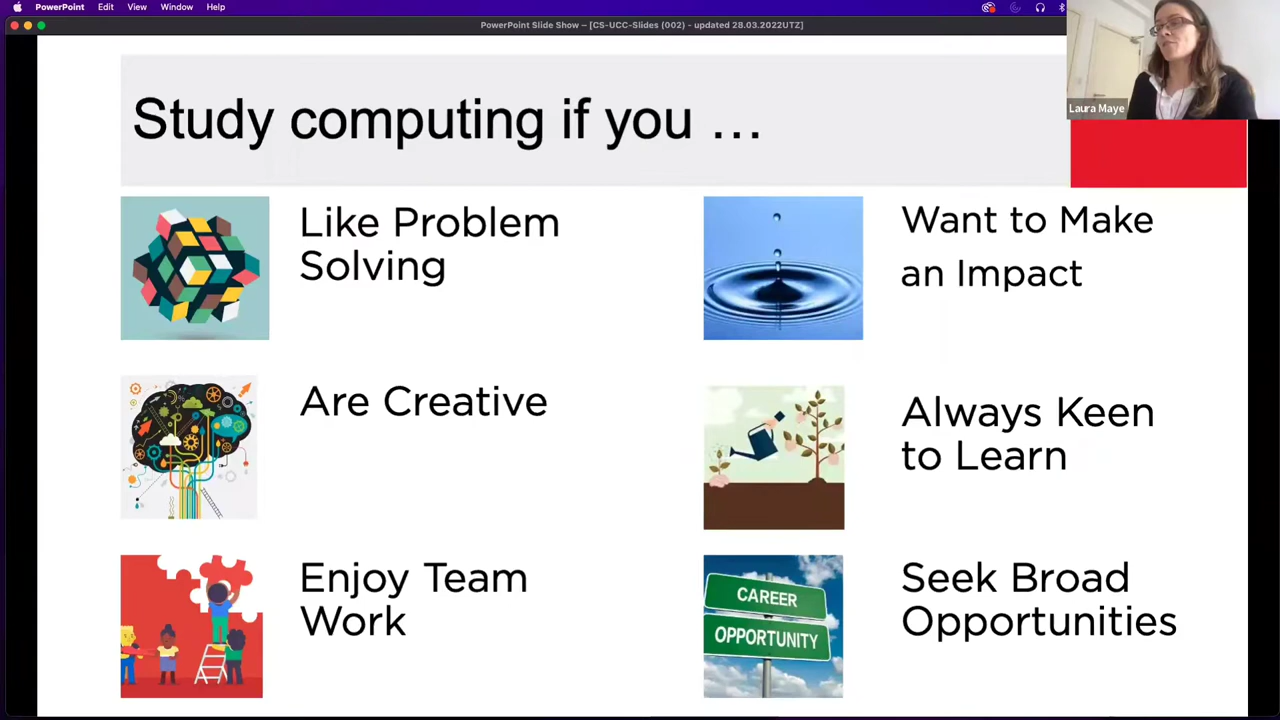 PowerPoint Edit View Window Help
PowerPoint Slide Show – [CS-UCC-Slides (002) - updated 28.03.2022UTZ]
Laura Maye
Study computing if you …
Like Problem
Solving
Want to Make
an Impact
Are Creative
Always Keen
to Learn
Enjoy Team
Work
CAREER
OPPORTUNITY
Seek Broad
Opportunities